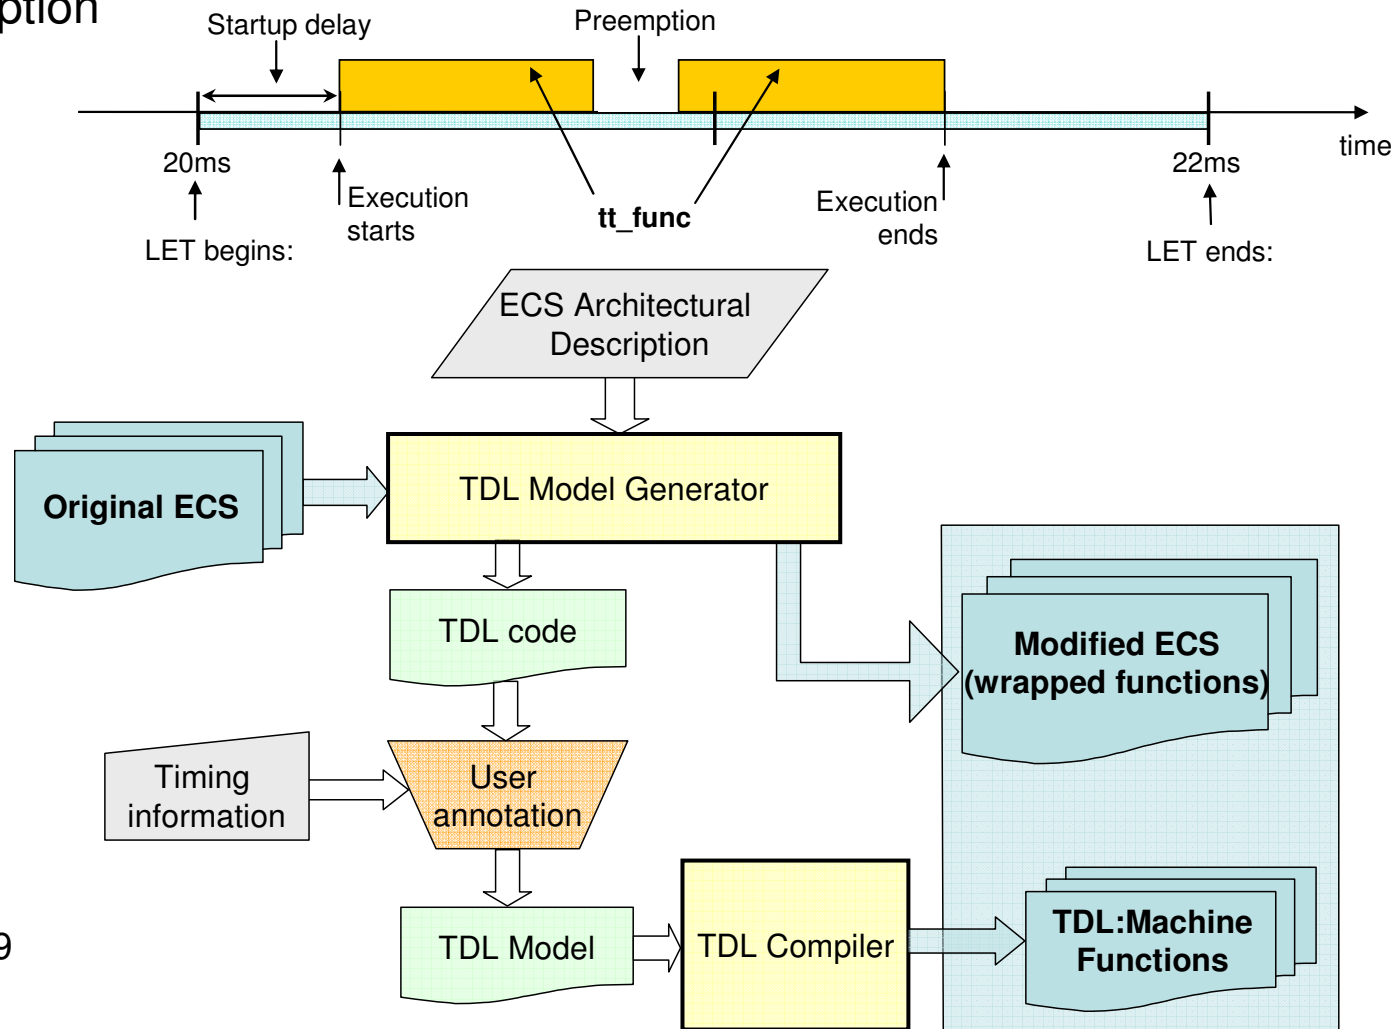 Startup delay
Preemption
time
20ms
22ms
Execution
starts
tt_func
Execution
ends
LET begins:
LET ends:
ECS Architectural
Description
Original ECS
TDL Model Generator
TDL code
Modified ECS
(wrapped functions)
Timing
information
User
annotation
TDL Model
TDL Compiler
TDL:Machine
Functions
9